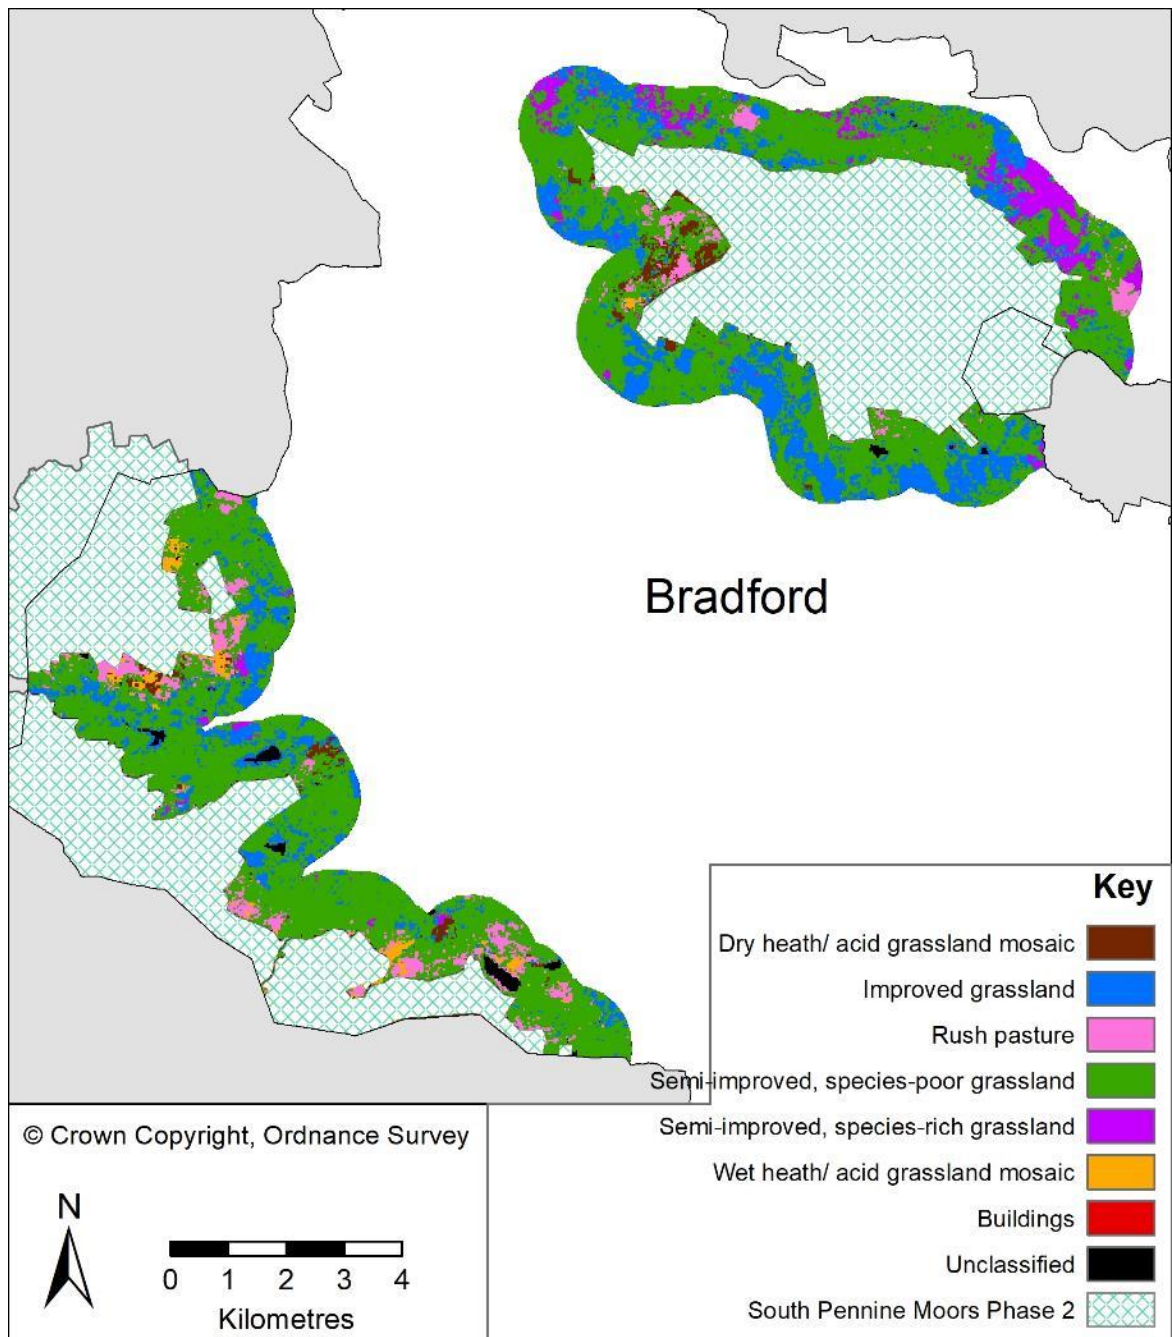 Bradford
Key
Dry heath/ acid grassland mosaic
Improved grassland
Rush pasture
Semi-improved, species-poor grassland
Semi-improved, species-rich grassland
Wet heath/ acid grassland mosaic
Buildings
Unclassified
South Pennine Moors Phase 2
© Crown Copyright, Ordnance Survey
N
0 1 2 3 4
Kilometres